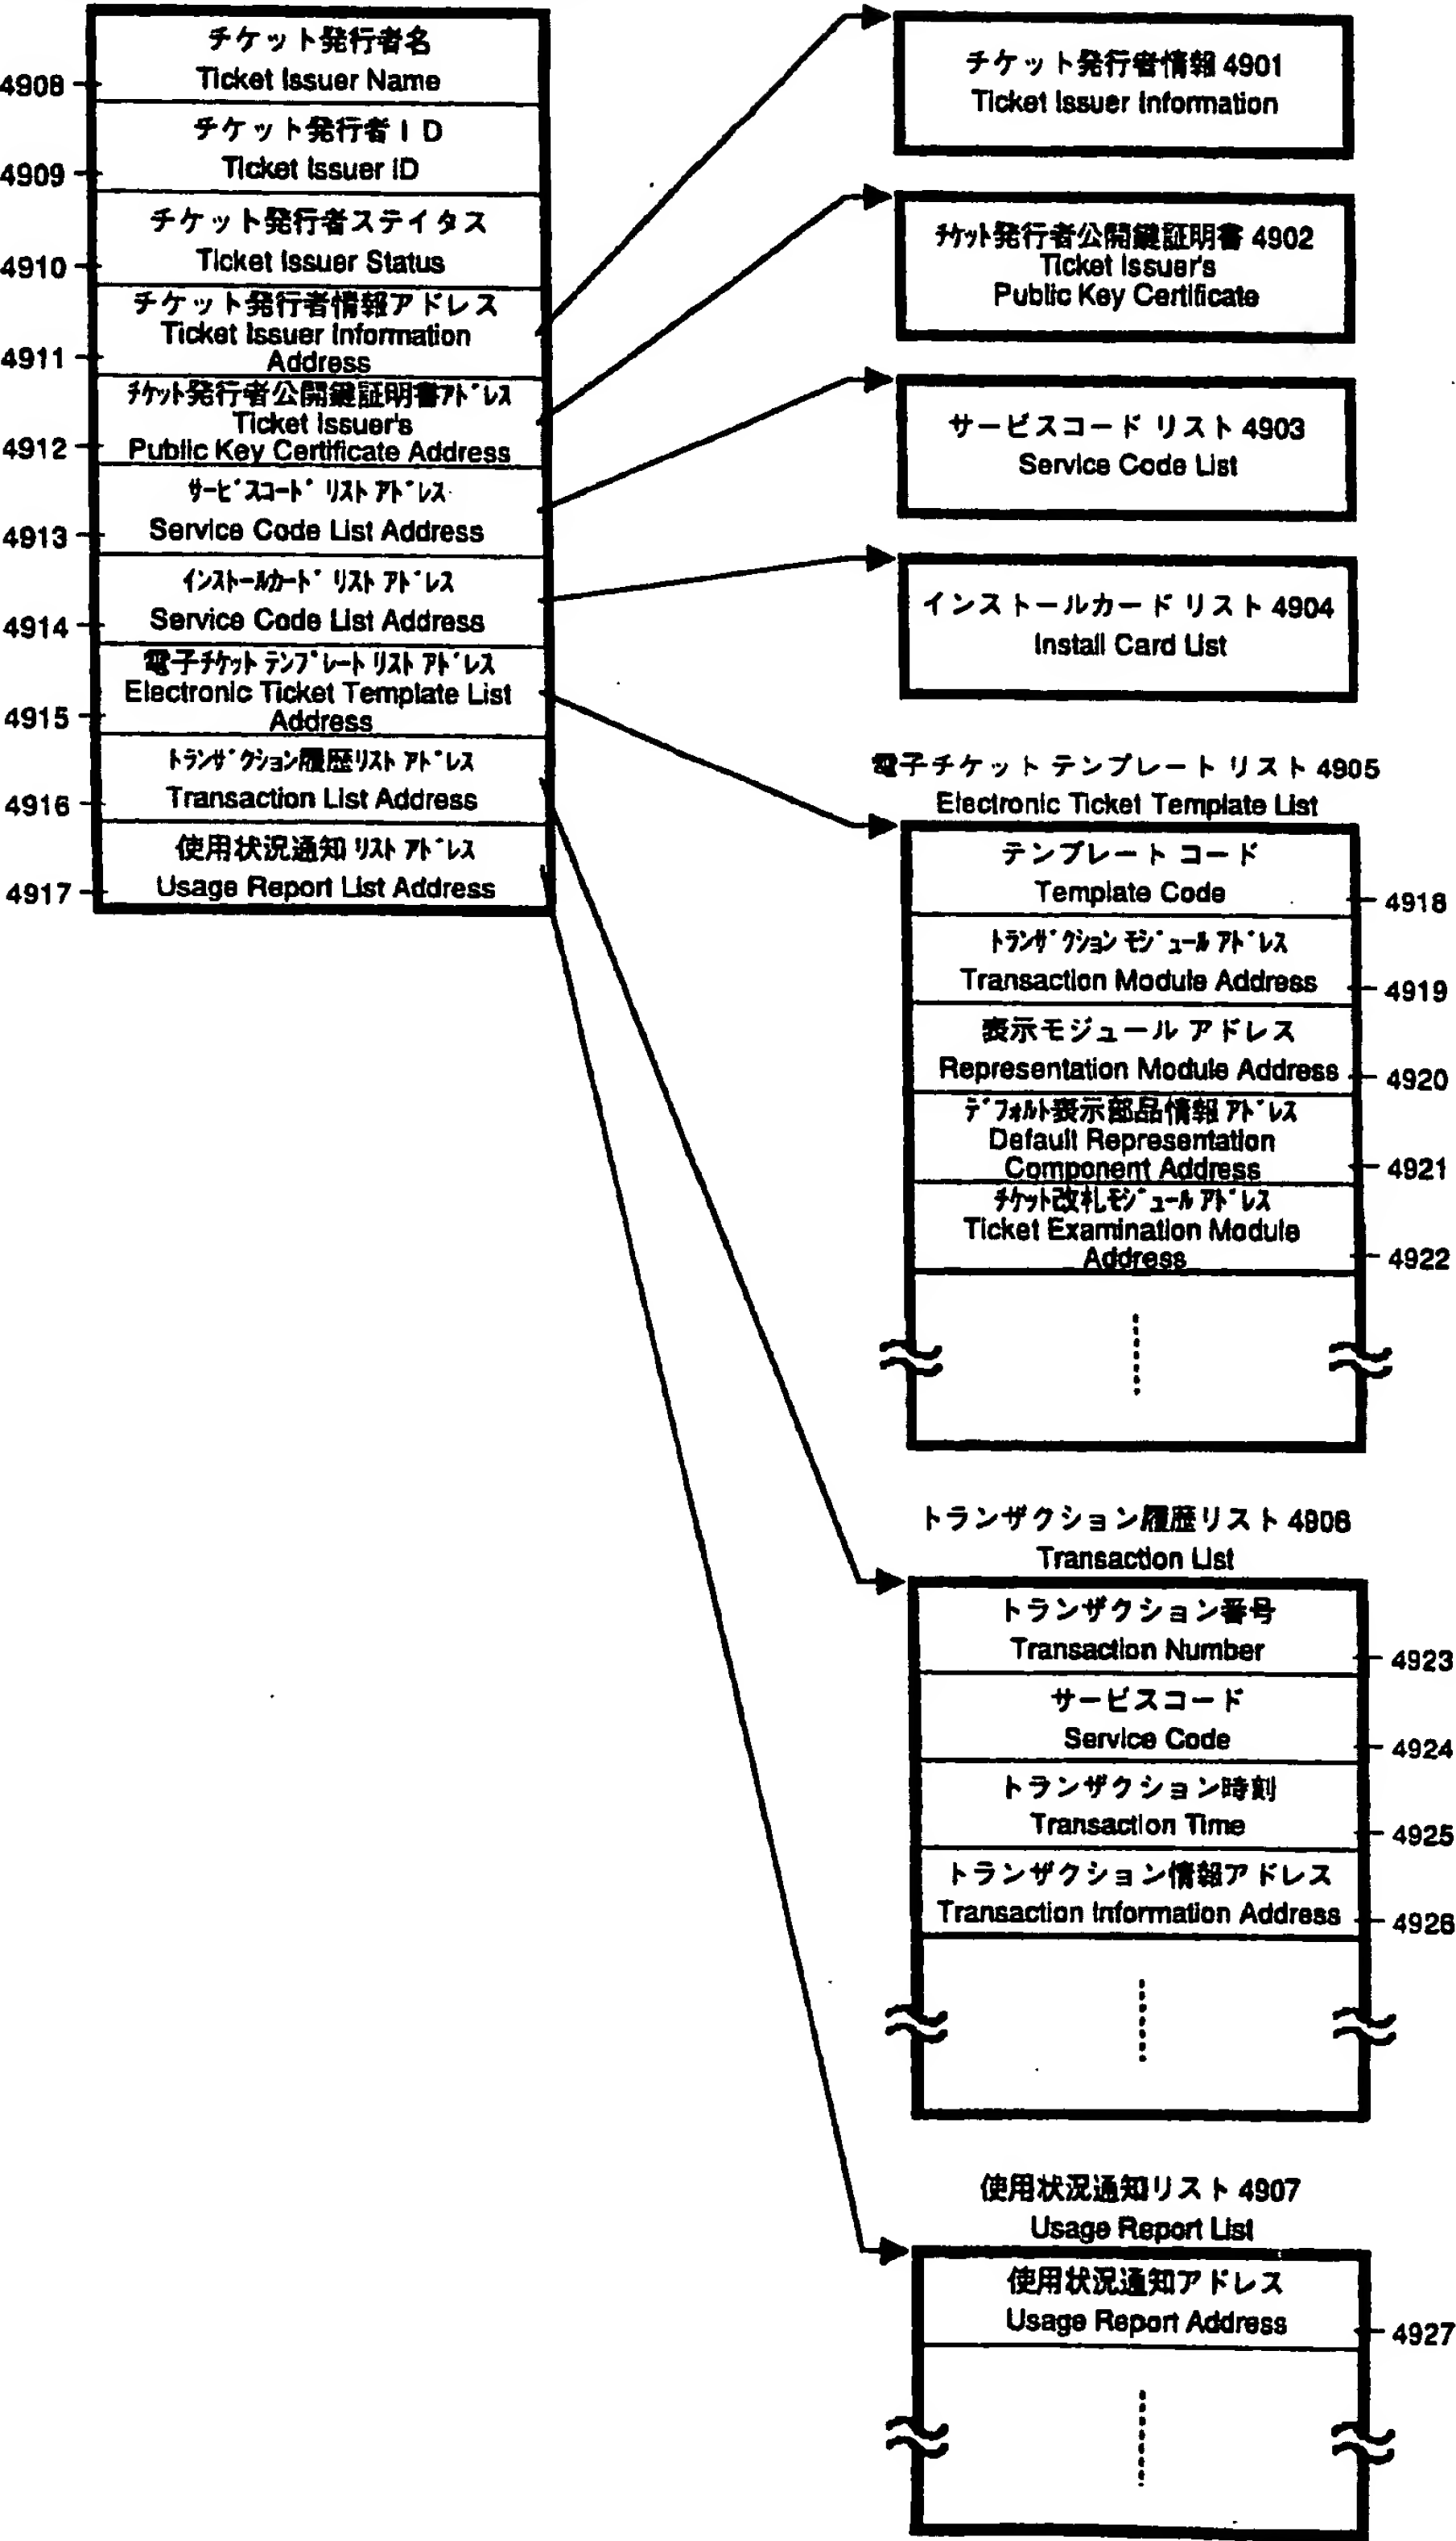 チケット発行者名
Ticket Issuer Name
4908
チケット発行者ID
Ticket Issuer ID
4909
チケット発行者ステイタス
Ticket Issuer Status
4910
チケット発行者情報アドレス
Ticket Issuer Information
Address
4911
チケット発行者公開鍵証明書アドレス
Ticket Issuer's
Public Key Certificate Address
4912
サービスコード リスト アドレス
Service Code List Address
4913
インストールカード リスト アドレス
Service Code List Address
4914
電子チケット テンプレート リスト アドレス
Electronic Ticket Template List
Address
4915
トランザクション履歴リスト アドレス
Transaction List Address
4916
使用状況通知 リスト アドレス
Usage Report List Address
4917
チケット発行者情報 4901
Ticket Issuer Information
チケット発行者公開鍵証明書 4902
Ticket Issuer's
Public Key Certificate
サービスコード リスト 4903
Service Code List
インストールカード リスト 4904
Install Card List
電子チケット テンプレート リスト 4905
Electronic Ticket Template List
テンプレート コード
Template Code
4918
トランザクション モジュール アドレス
Transaction Module Address
4919
表示モジュール アドレス
Representation Module Address
4920
デフォルト表示部品情報 アドレス
Default Representation
Component Address
4921
チケット改札モジュール アドレス
Ticket Examination Module
Address
4922
トランザクション履歴リスト 4906
Transaction List
トランザクション番号
Transaction Number
4923
サービスコード
Service Code
4924
トランザクション時刻
Transaction Time
4925
トランザクション情報アドレス
Transaction Information Address
4926
使用状況通知リスト 4907
Usage Report List
使用状況通知アドレス
Usage Report Address
4927